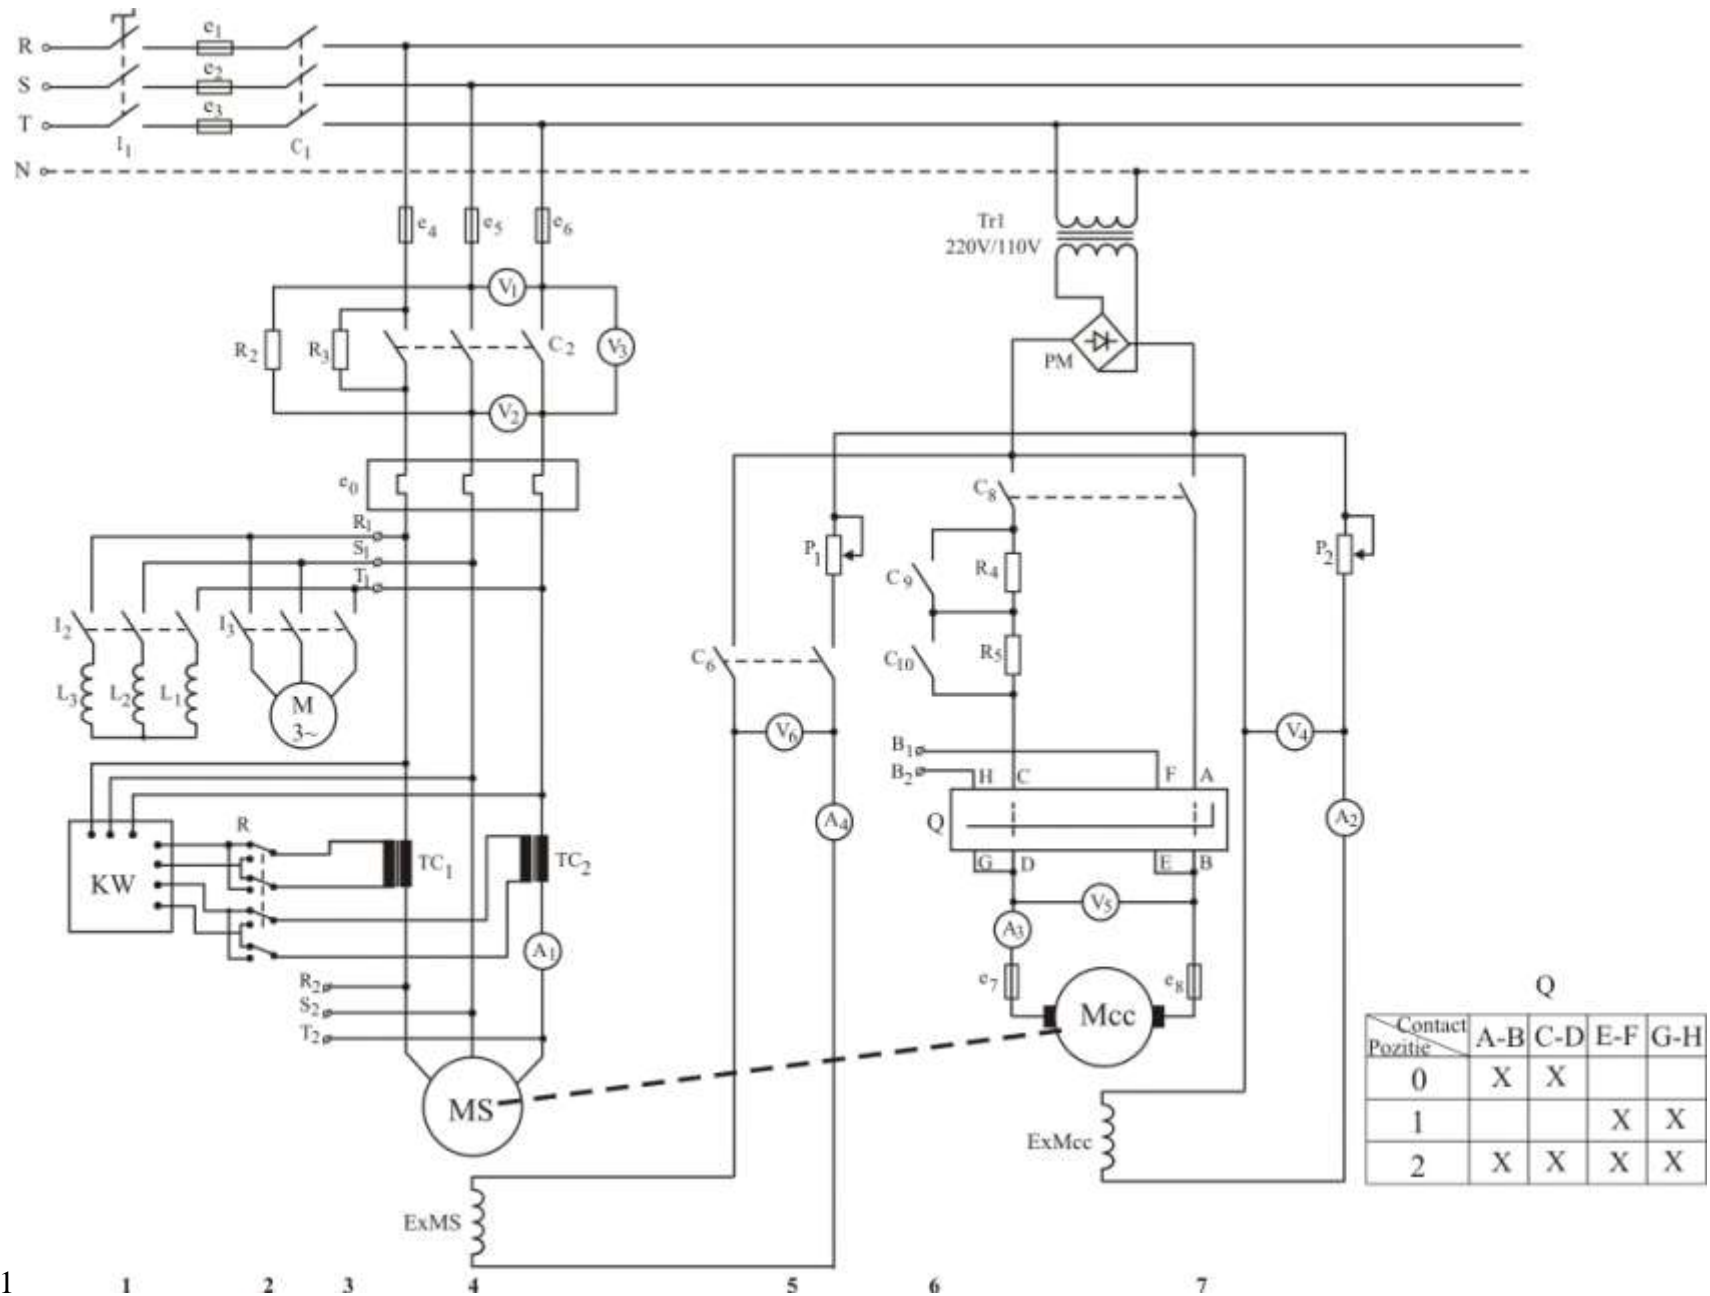 R e1
S e2
T e3
I1 C1
N
e4 e5 e6
Tr1
220V/110V
V1
R2 R3 C2 V3
PM
V2
e0
C8
R1
S1
T1
P1 P2
C9 R4
I2 I3
C10 R5
C6
L3 L2 L1
M
3~
V6 V4
B1
B2 H C F A
R
Q
A4 A2
KW TC1 TC2
G D E B
V5
A3
A1
R2
S2
T2
e7 e8
Mcc
MS
ExMcc
ExMS
Q
Contact A-B C-D E-F G-H
Pozitie
0 X X
1 X X
2 X X X X
1 1 2 3 4 5 6 7